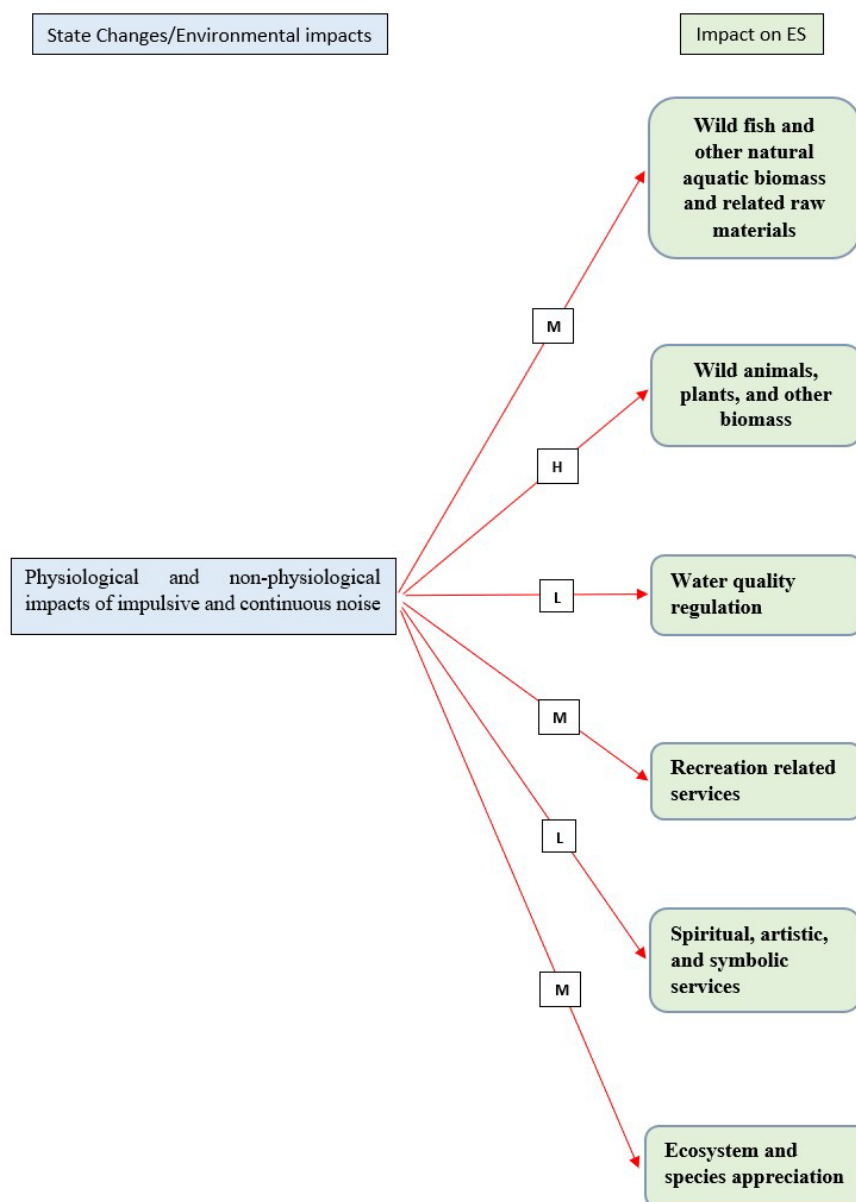 State Changes/Environmental impacts
Impact on ES
Wild fish and
other natural
aquatic biomass
and related raw
materials
M
Wild animals,
plants, and other
biomass
H
Physiological and non-physiological
impacts of impulsive and continuous noise
L
Water quality
regulation
M
Recreation related
services
L
Spiritual, artistic,
and symbolic
services
M
Ecosystem and
species appreciation